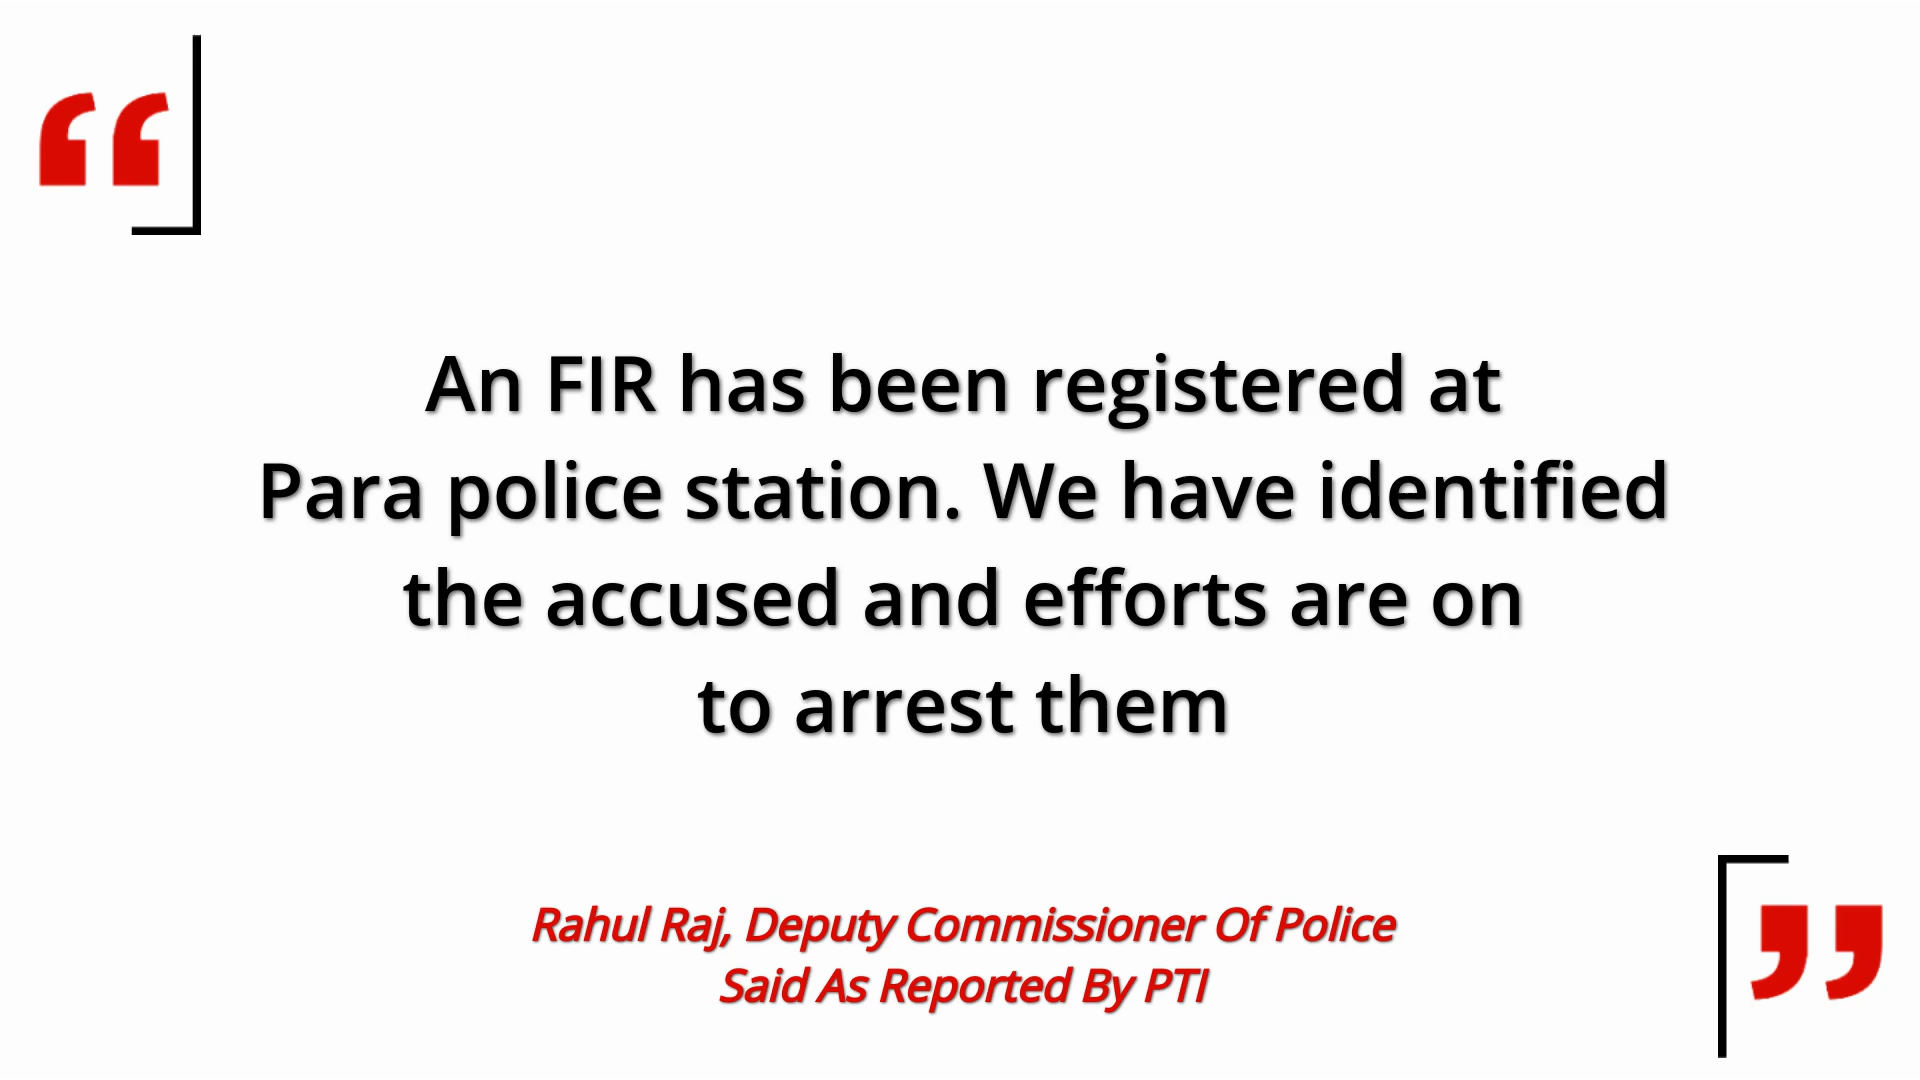 “
An FIR has been registered at
Para police station. We have identified
the accused and efforts are on
to arrest them
Rahul Raj, Deputy Commissioner Of Police
Said As Reported By PTI
”